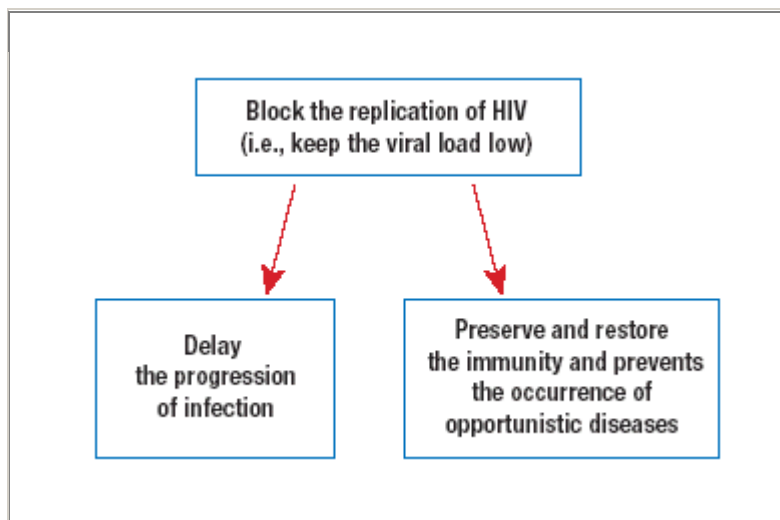 Block the replication of HIV
(i.e., keep the viral load low)
Delay
the progression
of infection
Preserve and restore
the immunity and prevents
the occurrence of
opportunistic diseases